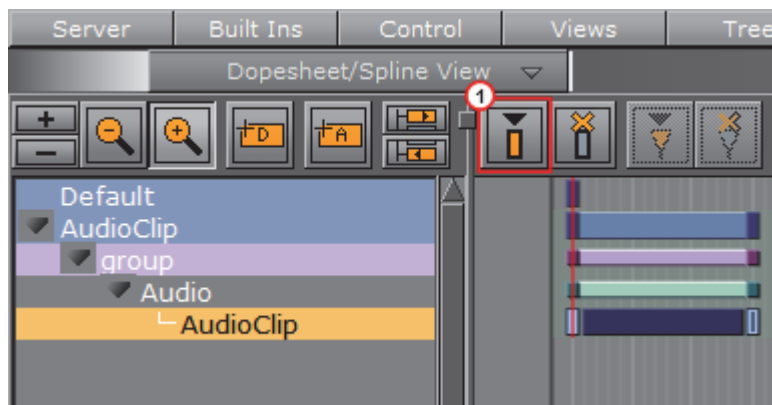 Server Built Ins Control Views Tree
Dopesheet/Spline View
1
+ D A
−
Default
AudioClip
group
Audio
AudioClip